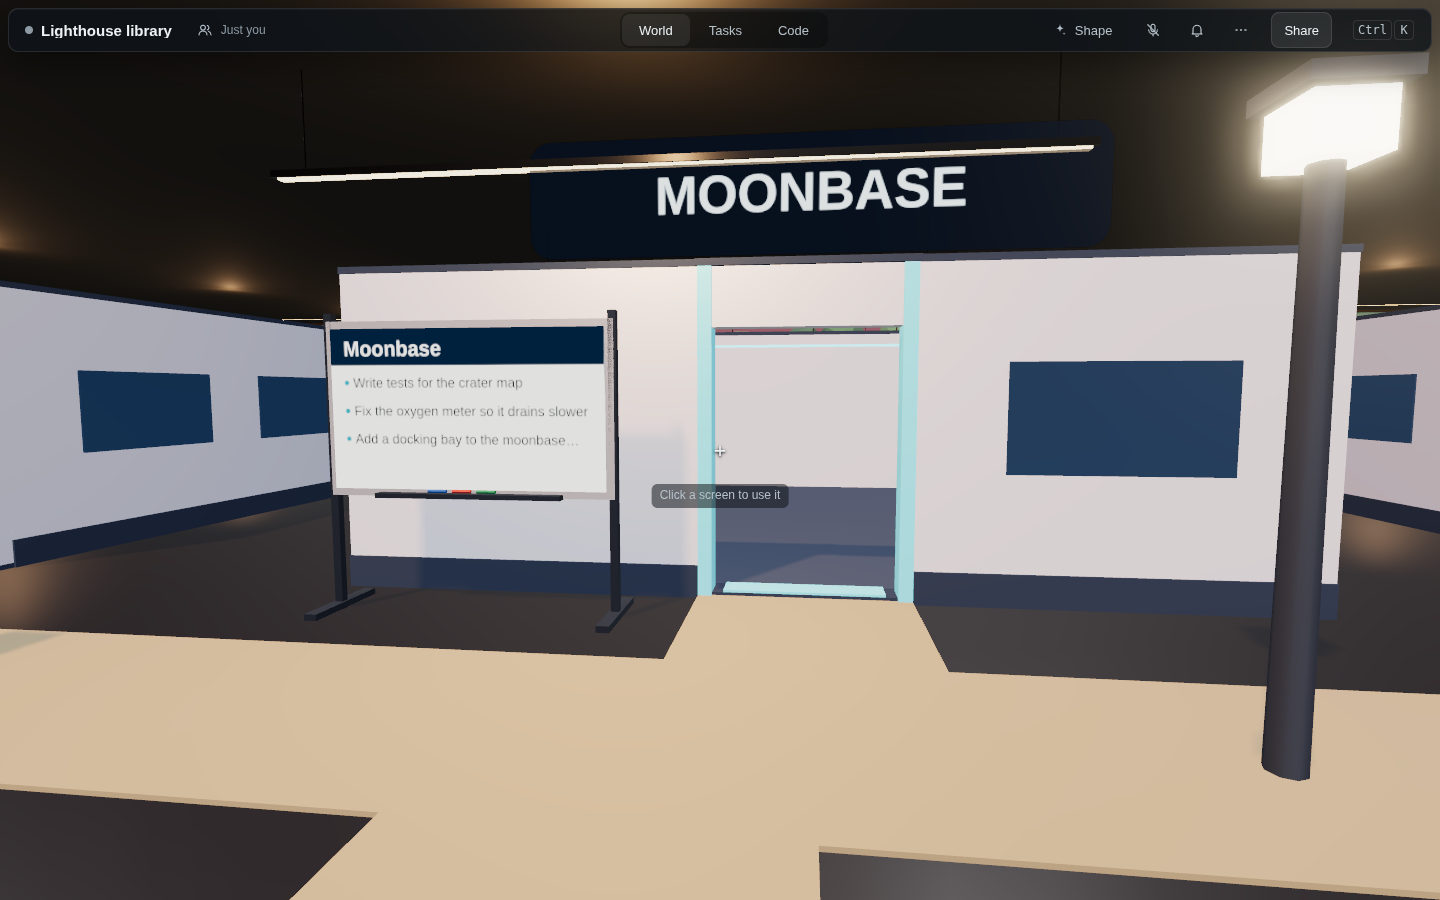 Lighthouse library
Just you
World
Tasks
Code
Shape
Share
Ctrl K
MOONBASE
Moonbase
• Write tests for the crater map
• Fix the oxygen meter so it drains slower
• Add a docking bay to the moonbase…
Click a screen to use it